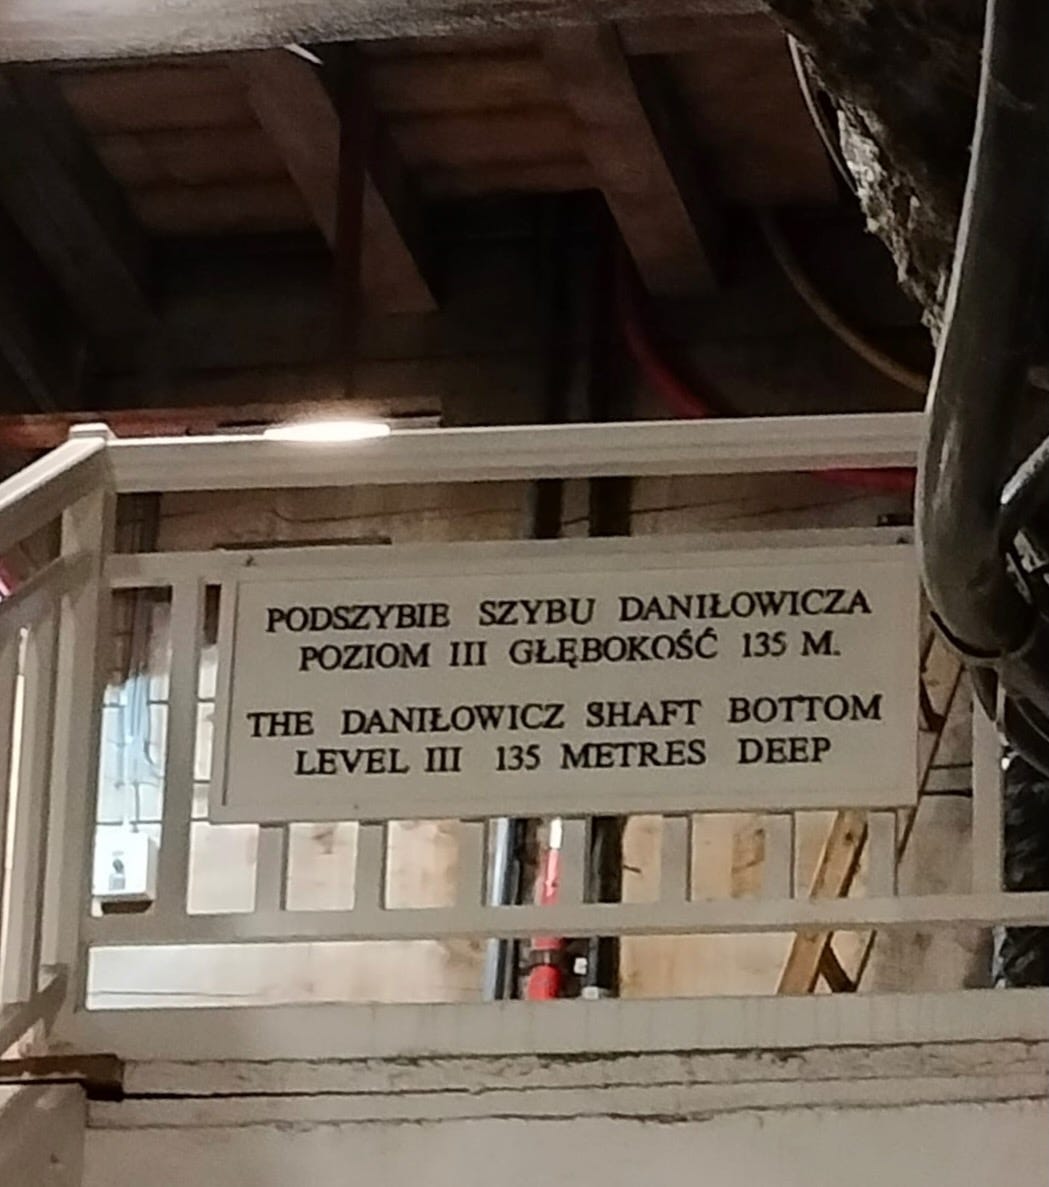 PODSZYBIE SZYBU DANIŁOWICZA
POZIOM III GŁĘBOKOŚĆ 135 M.
THE DANIŁOWICZ SHAFT BOTTOM
LEVEL III 135 METRES DEEP